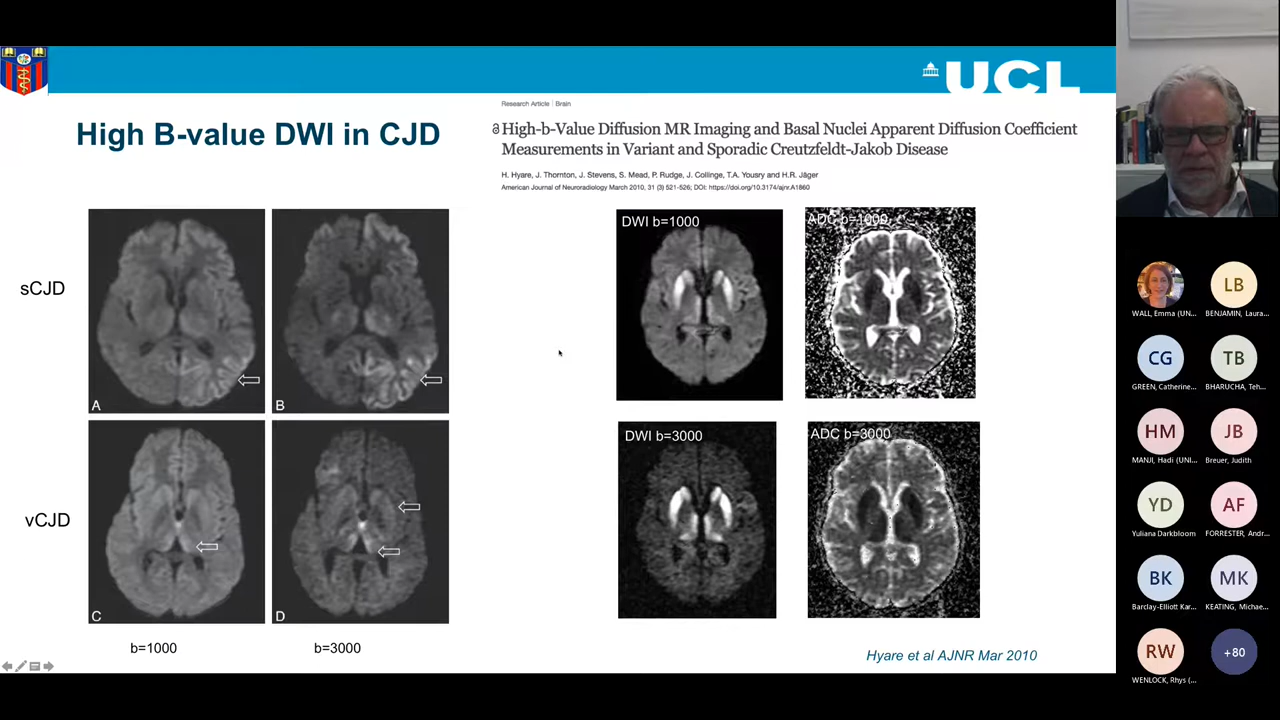 UCL
High B-value DWI in CJD
Research Article | Brain
High-b-Value Diffusion MR Imaging and Basal Nuclei Apparent Diffusion Coefficient
Measurements in Variant and Sporadic Creutzfeldt-Jakob Disease
H. Hyare, J. Thornton, J. Stevens, S. Mead, P. Rudge, J. Collinge, T.A. Yousry and H.R. Jäger
American Journal of Neuroradiology March 2010, 31 (3) 521-526; DOI: https://doi.org/10.3174/ajnr.A1860
sCJD
A
B
DWI b=1000
ADC b=1000
vCJD
C
D
DWI b=3000
ADC b=3000
b=1000
b=3000
Hyare et al AJNR Mar 2010
LB
WALL, Emma (UN...
BENJAMIN, Laura...
CG
TB
GREEN, Catherine...
BHARUCHA, Teh...
HM
JB
MANJI, Hadi (UNI...
Breuer, Judith
YD
AF
Yuliana Darkbloom
FORRESTER, Andr...
BK
MK
Barclay-Elliott Kar...
KEATING, Michae...
RW
+80
WENLOCK, Rhys (...